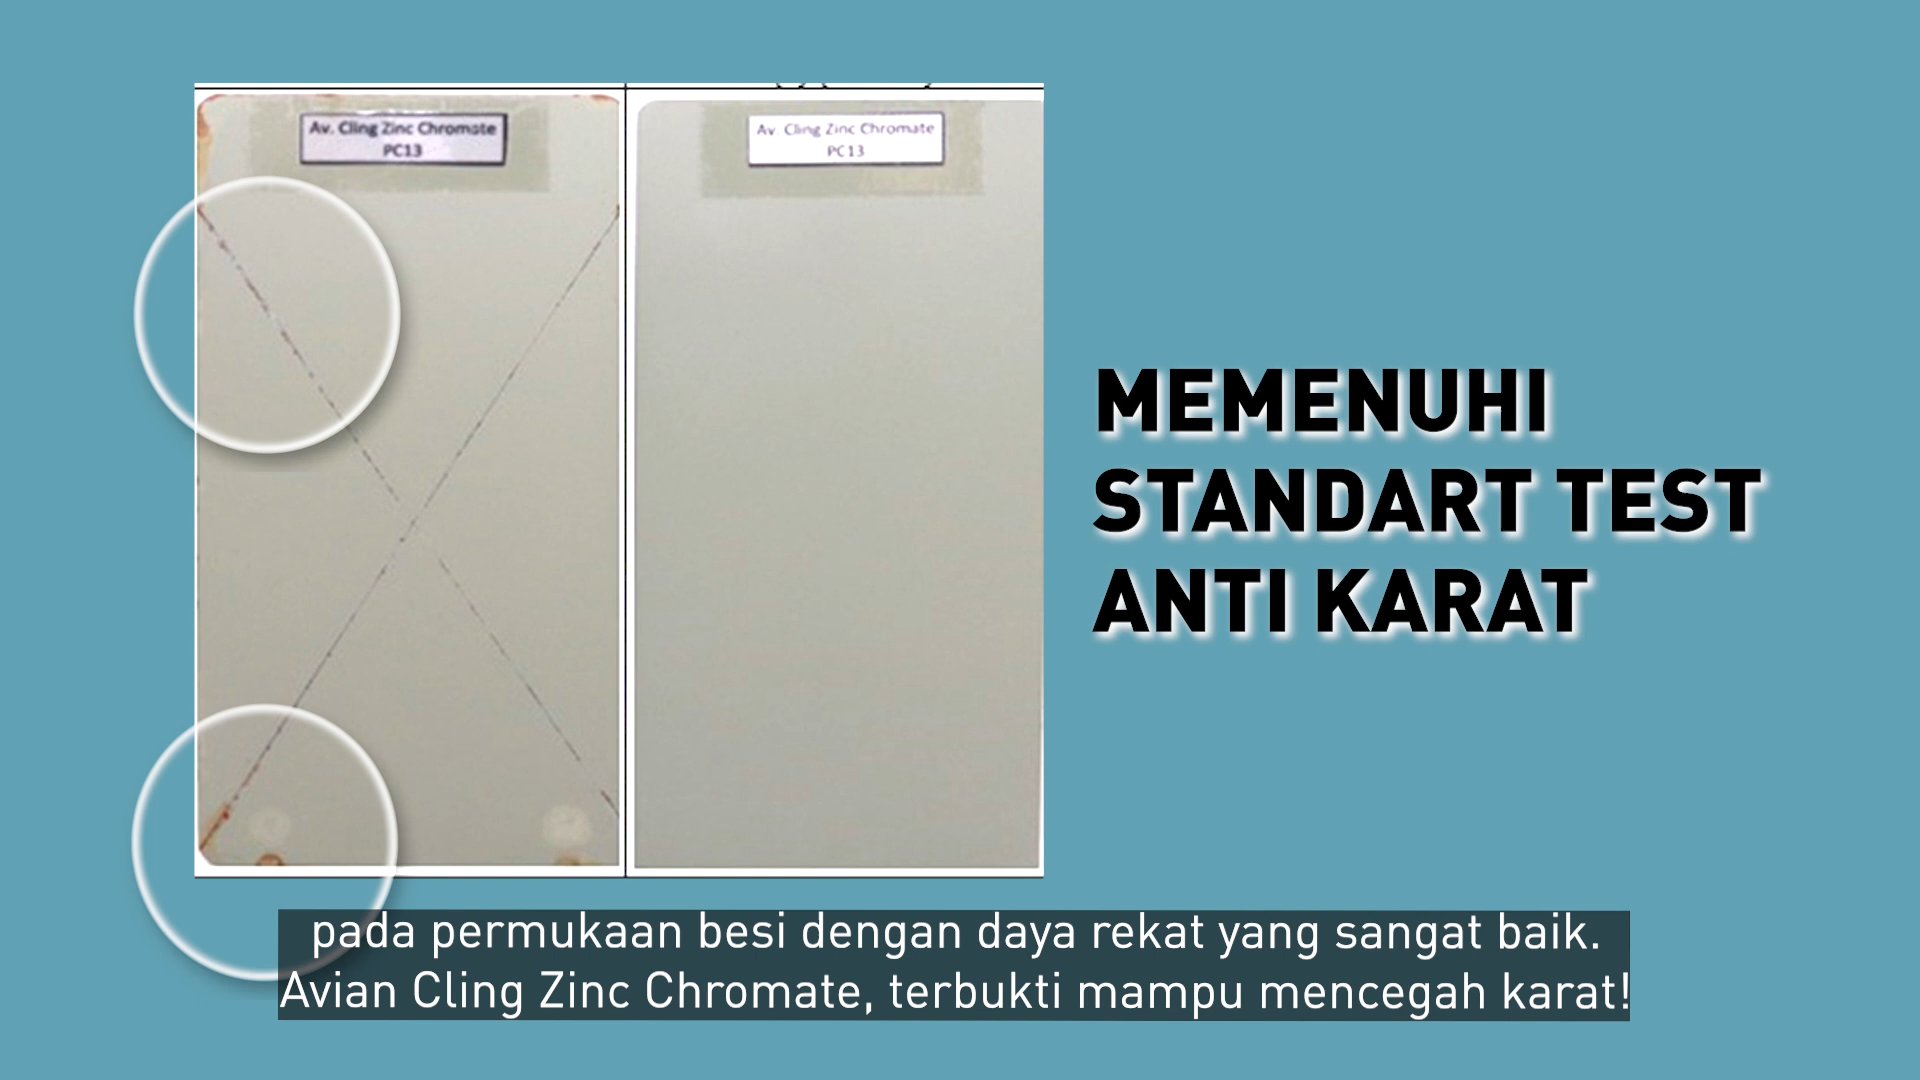 Av. Cling Zinc Chromate
PC13
Av. Cling Zinc Chromate
PC13
MEMENUHI
STANDART TEST
ANTI KARAT
pada permukaan besi dengan daya rekat yang sangat baik.
Avian Cling Zinc Chromate, terbukti mampu mencegah karat!